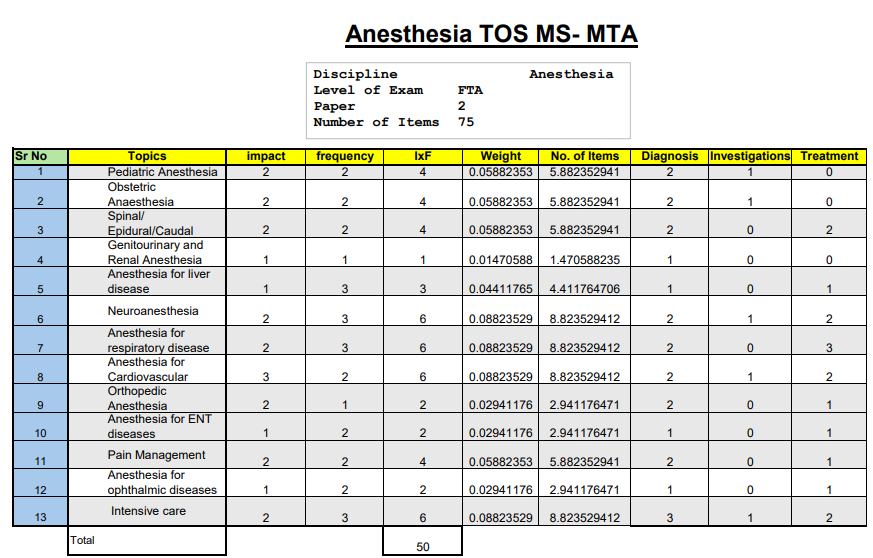 Anesthesia TOS MS- MTA
Discipline Anesthesia
Level of Exam FTA
Paper 2
Number of Items 75
Sr No Topics impact frequency IxF Weight No. of Items Diagnosis Investigations Treatment
1 Pediatric Anesthesia 2 2 4 0.05882353 5.882352941 2 1 0
Obstetric
2 Anaesthesia 2 2 4 0.05882353 5.882352941 2 1 0
Spinal/
3 Epidural/Caudal 2 2 4 0.05882353 5.882352941 2 0 2
Genitourinary and
4 Renal Anesthesia 1 1 1 0.01470588 1.470588235 1 0 0
Anesthesia for liver
5 disease 1 3 3 0.04411765 4.411764706 1 0 1
Neuroanesthesia
6 2 3 6 0.08823529 8.823529412 2 1 2
Anesthesia for
7 respiratory disease 2 3 6 0.08823529 8.823529412 2 0 3
Anesthesia for
8 Cardiovascular 3 2 6 0.08823529 8.823529412 2 1 2
Orthopedic
9 Anesthesia 2 1 2 0.02941176 2.941176471 2 0 1
Anesthesia for ENT
10 diseases 1 2 2 0.02941176 2.941176471 1 0 1
Pain Management
11 2 2 4 0.05882353 5.882352941 2 0 1
Anesthesia for
12 ophthalmic diseases 1 2 2 0.02941176 2.941176471 1 0 1
Intensive care
13 2 3 6 0.08823529 8.823529412 3 1 2
Total
50